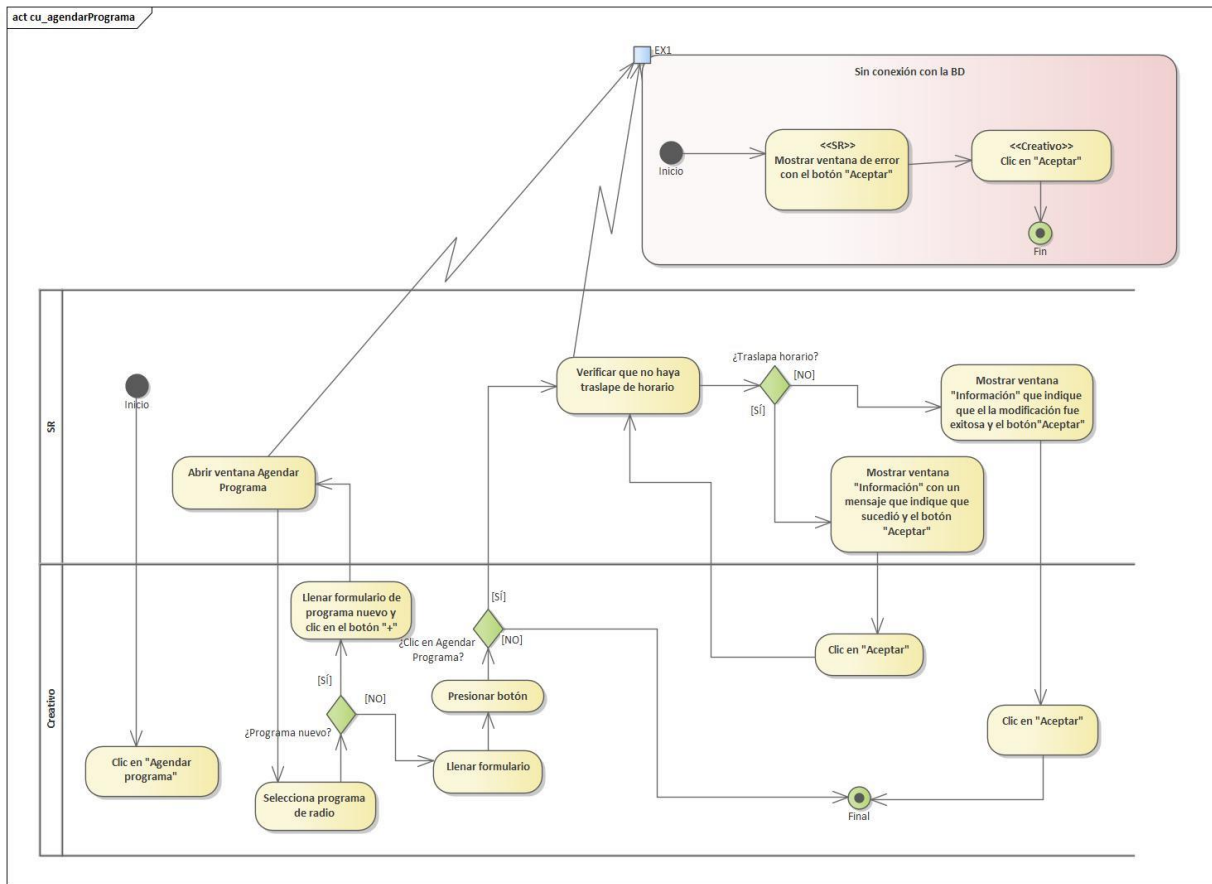 act cu_agendarPrograma
EX1
Sin conexión con la BD
Inicio
<<SR>>
Mostrar ventana de error
con el botón "Aceptar"
<<Creativo>>
Clic en "Aceptar"
Fin
SR
Inicio
Abrir ventana Agendar
Programa
Verificar que no haya
traslape de horario
¿Traslapa horario?
[NO]
[SÍ]
Mostrar ventana
"Información" que indique
que el la modificación fue
exitosa y el botón"Aceptar"
Mostrar ventana
"Información" con un
mensaje que indique que
sucedió y el botón
"Aceptar"
Creativo
Clic en "Agendar
programa"
Selecciona programa
de radio
¿Programa nuevo?
[SÍ]
[NO]
Llenar formulario de
programa nuevo y
clic en el botón "+"
Llenar formulario
Presionar botón
¿Clic en Agendar
Programa?
[SÍ]
[NO]
Clic en "Aceptar"
Clic en "Aceptar"
Final